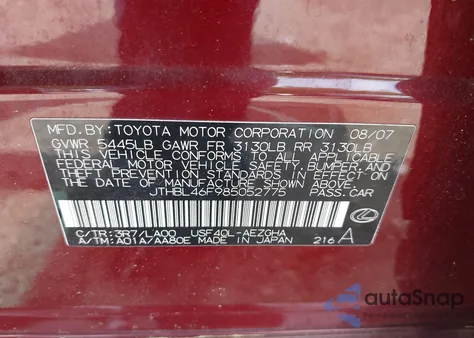 MFD. BY: TOYOTA MOTOR CORPORATION 08/07
GVWR 5445LB GAWR FR 3130LB RR 3130LB
THIS VEHICLE CONFORMS TO ALL APPLICABLE
FEDERAL MOTOR VEHICLE SAFETY, BUMPER, AND
THEFT PREVENTION STANDARDS IN EFFECT ON
THE DATE OF MANUFACTURE SHOWN ABOVE.
JTHBL46F985052775 PASS.CAR
C/TR: 3R7/LA00 USF40L-AEZGHA
A/TM: A01A/AA80E MADE IN JAPAN 216 A
autoSnap